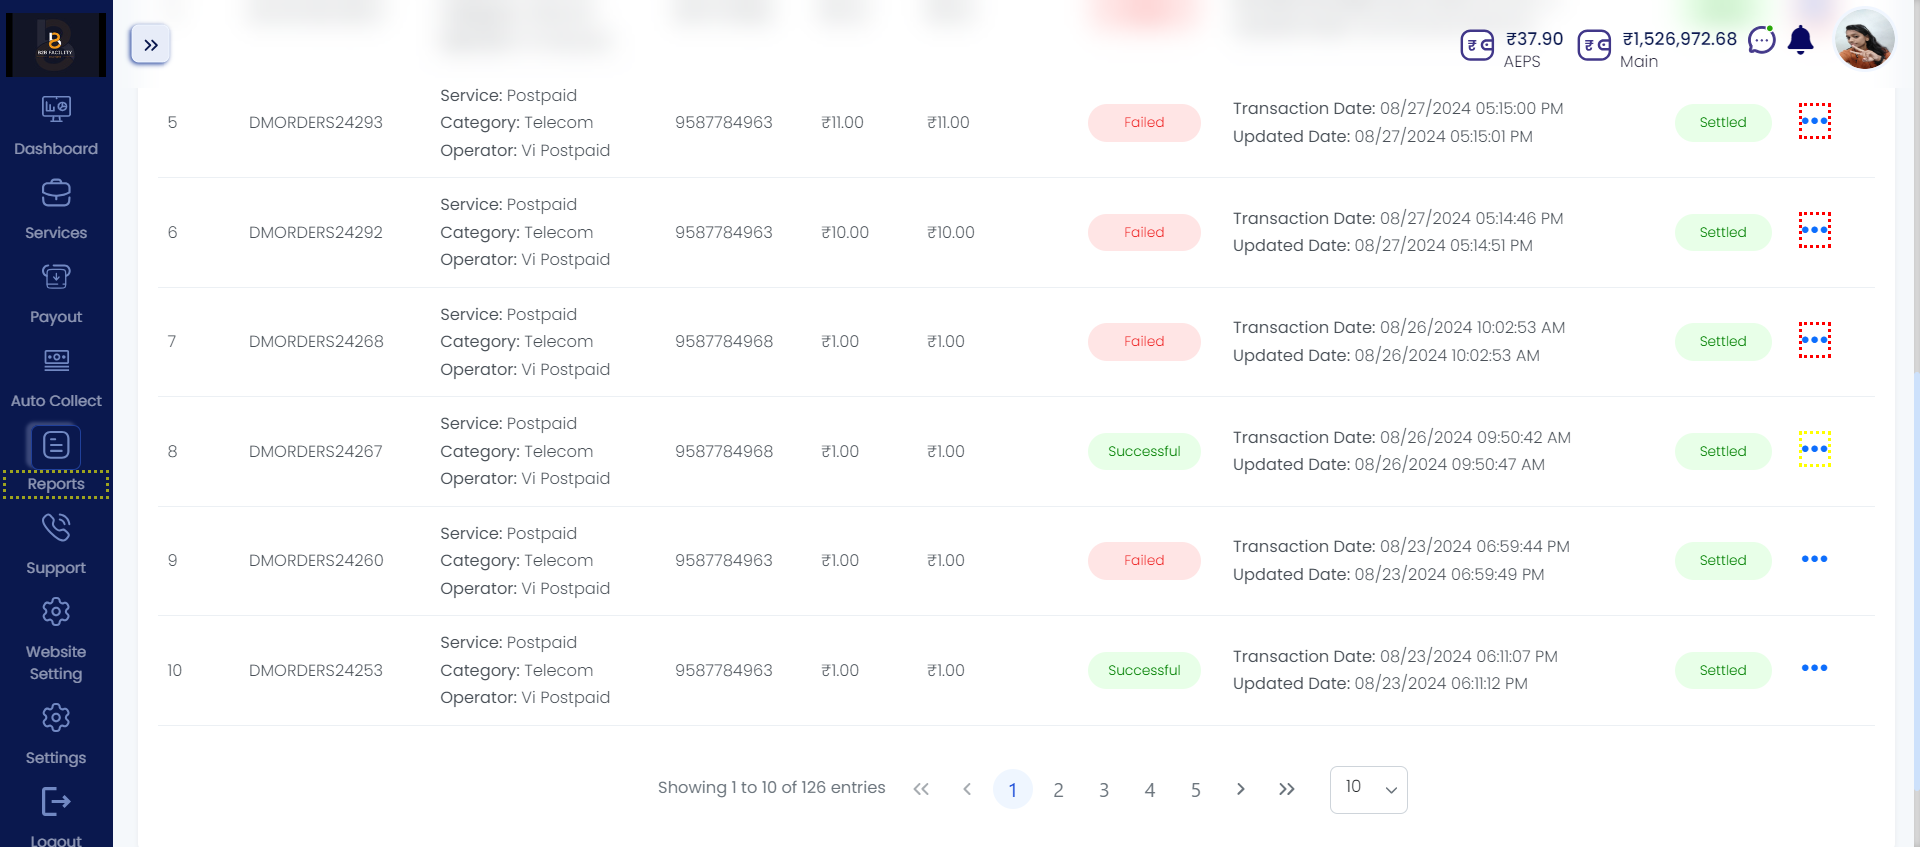 B2B FACILITY
₹37.90
AEPS
₹1,526,972.68
Main
Dashboard
Services
Payout
Auto Collect
Reports
Support
Website
Setting
Settings
Logout
5 DMORDERS24293 Service: Postpaid Category: Telecom Operator: Vi Postpaid 9587784963 ₹11.00 ₹11.00 Failed Transaction Date: 08/27/2024 05:15:00 PM Updated Date: 08/27/2024 05:15:01 PM Settled
6 DMORDERS24292 Service: Postpaid Category: Telecom Operator: Vi Postpaid 9587784963 ₹10.00 ₹10.00 Failed Transaction Date: 08/27/2024 05:14:46 PM Updated Date: 08/27/2024 05:14:51 PM Settled
7 DMORDERS24268 Service: Postpaid Category: Telecom Operator: Vi Postpaid 9587784968 ₹1.00 ₹1.00 Failed Transaction Date: 08/26/2024 10:02:53 AM Updated Date: 08/26/2024 10:02:53 AM Settled
8 DMORDERS24267 Service: Postpaid Category: Telecom Operator: Vi Postpaid 9587784968 ₹1.00 ₹1.00 Successful Transaction Date: 08/26/2024 09:50:42 AM Updated Date: 08/26/2024 09:50:47 AM Settled
9 DMORDERS24260 Service: Postpaid Category: Telecom Operator: Vi Postpaid 9587784963 ₹1.00 ₹1.00 Failed Transaction Date: 08/23/2024 06:59:44 PM Updated Date: 08/23/2024 06:59:49 PM Settled
10 DMORDERS24253 Service: Postpaid Category: Telecom Operator: Vi Postpaid 9587784963 ₹1.00 ₹1.00 Successful Transaction Date: 08/23/2024 06:11:07 PM Updated Date: 08/23/2024 06:11:12 PM Settled
Showing 1 to 10 of 126 entries 1 2 3 4 5 10